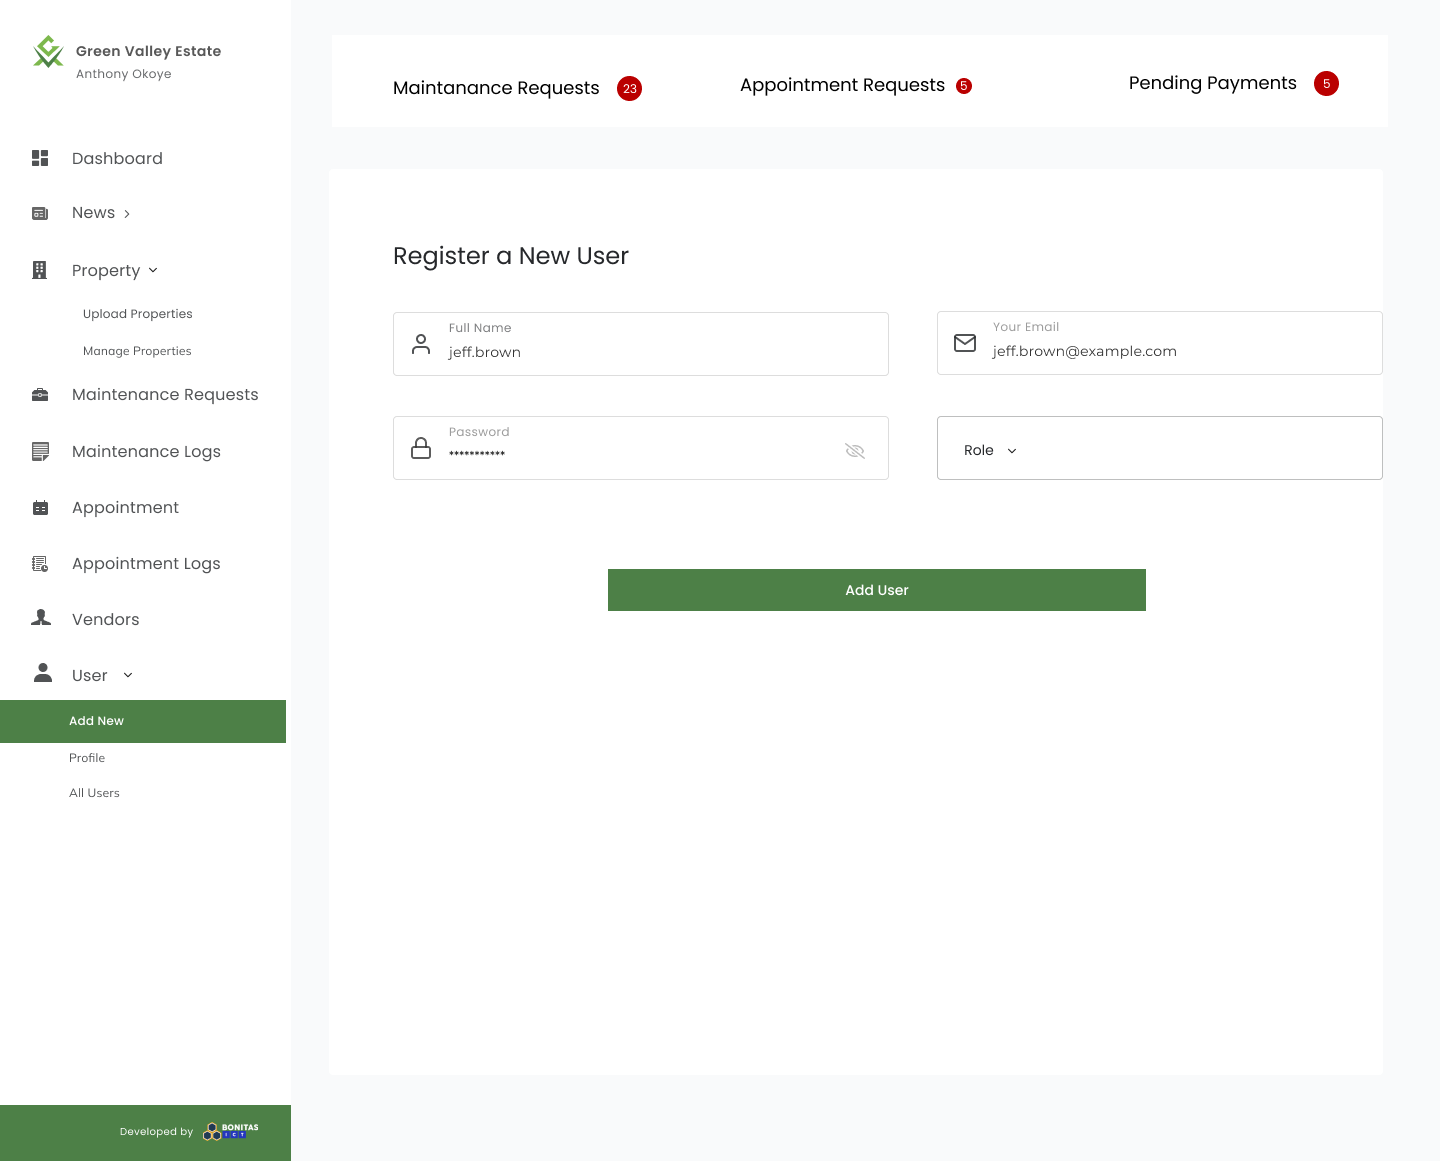 Green Valley Estate
Anthony Okoye
Dashboard
News
Property
Upload Properties
Manage Properties
Maintenance Requests
Maintenance Logs
Appointment
Appointment Logs
Vendors
User
Add New
Profile
All Users
Developed by BONITAS
ICT
Maintanance Requests 23
Appointment Requests 5
Pending Payments 5
Register a New User
Full Name
jeff.brown
Your Email
jeff.brown@example.com
Password
***********
Role
Add User